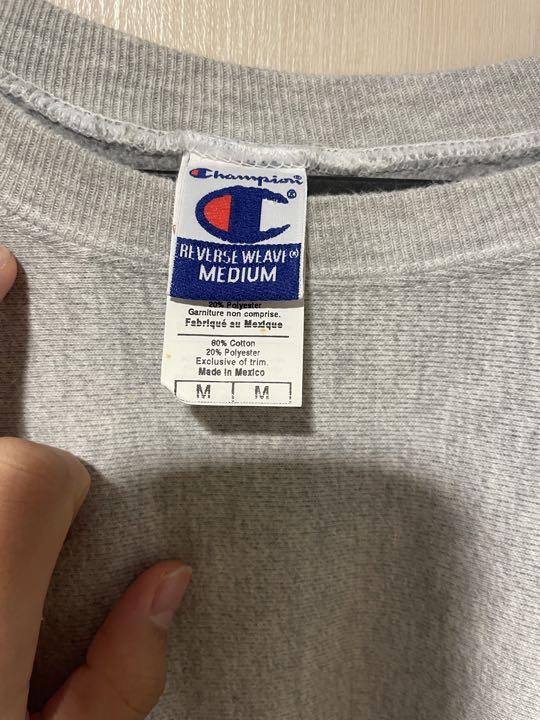 Champion®
®
REVERSE WEAVE®
MEDIUM
20% Polyester
Garniture non comprise.
Fabriqué au Mexique
80% Cotton
20% Polyester
Exclusive of trim.
Made in Mexico
M M